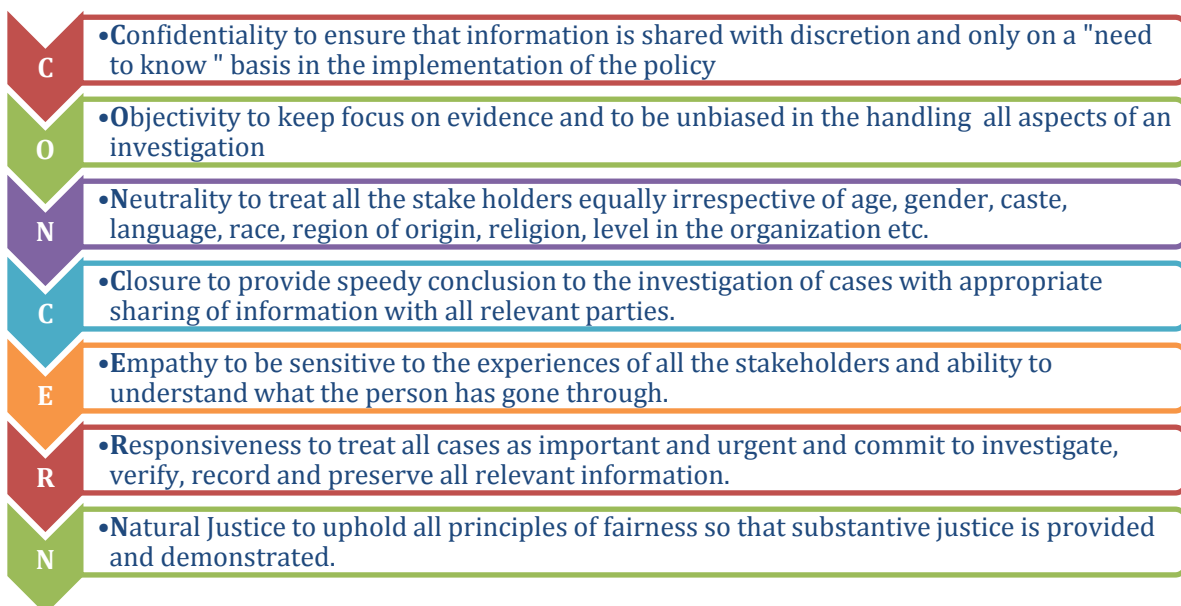 C
•Confidentiality to ensure that information is shared with discretion and only on a "need
to know " basis in the implementation of the policy
O
•Objectivity to keep focus on evidence and to be unbiased in the handling  all aspects of an
investigation
N
•Neutrality to treat all the stake holders equally irrespective of age, gender, caste,
language, race, region of origin, religion, level in the organization etc.
C
•Closure to provide speedy conclusion to the investigation of cases with appropriate
sharing of information with all relevant parties.
E
•Empathy to be sensitive to the experiences of all the stakeholders and ability to
understand what the person has gone through.
R
•Responsiveness to treat all cases as important and urgent and commit to investigate,
verify, record and preserve all relevant information.
N
•Natural Justice to uphold all principles of fairness so that substantive justice is provided
and demonstrated.